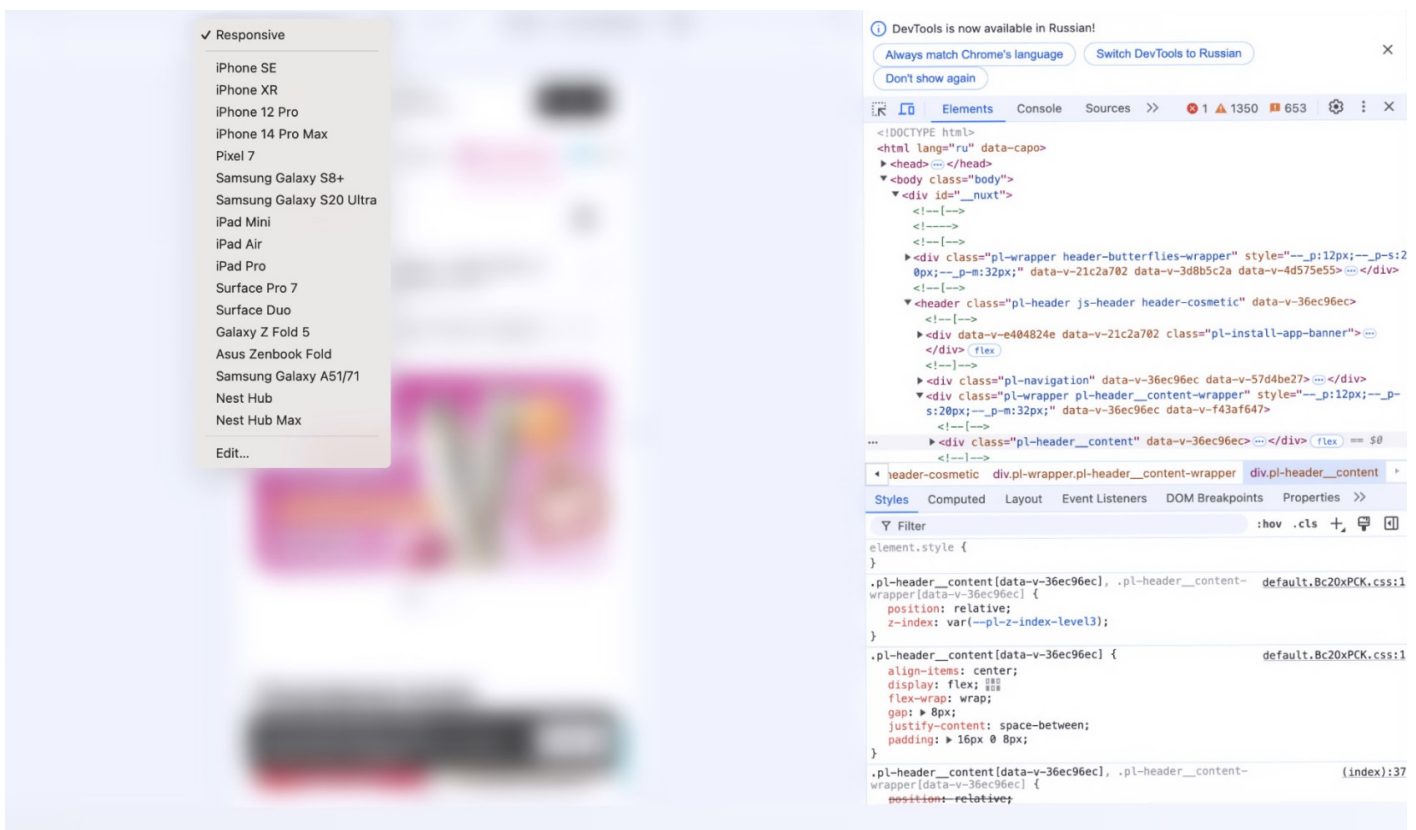 ✓ Responsive
iPhone SE
iPhone XR
iPhone 12 Pro
iPhone 14 Pro Max
Pixel 7
Samsung Galaxy S8+
Samsung Galaxy S20 Ultra
iPad Mini
iPad Air
iPad Pro
Surface Pro 7
Surface Duo
Galaxy Z Fold 5
Asus Zenbook Fold
Samsung Galaxy A51/71
Nest Hub
Nest Hub Max
Edit...
DevTools is now available in Russian!
Always match Chrome's language
Switch DevTools to Russian
Don't show again
Elements Console Sources >> 1 1350 653
<!DOCTYPE html>
<html lang="ru" data-capo>
<head> ... </head>
<body class="body">
<div id="__nuxt">
<!--[-->
<!---->
<!--[-->
<div class="pl-wrapper header-butterflies-wrapper" style="--_p:12px;--_p-s:2
0px;--_p-m:32px;" data-v-21c2a702 data-v-3d8b5c2a data-v-4d575e55> ... </div>
<!--[-->
<header class="pl-header js-header header-cosmetic" data-v-36ec96ec>
<!--[-->
<div data-v-e404824e data-v-21c2a702 class="pl-install-app-banner"> ...
</div> flex
<!--]-->
<div class="pl-navigation" data-v-36ec96ec data-v-57d4be27> ... </div>
<div class="pl-wrapper pl-header__content-wrapper" style="--_p:12px;--_p-
s:20px;--_p-m:32px;" data-v-36ec96ec data-v-f43af647>
<!--[-->
... <div class="pl-header__content" data-v-36ec96ec> ... </div> flex == $0
<!--]-->
header-cosmetic div.pl-wrapper.pl-header__content-wrapper div.pl-header__content
Styles Computed Layout Event Listeners DOM Breakpoints Properties >>
Filter :hov .cls +
element.style {
}
.pl-header__content[data-v-36ec96ec], .pl-header__content- default.Bc2OxPCK.css:1
wrapper[data-v-36ec96ec] {
position: relative;
z-index: var(--pl-z-index-level3);
}
.pl-header__content[data-v-36ec96ec] { default.Bc2OxPCK.css:1
align-items: center;
display: flex;
flex-wrap: wrap;
gap: 8px;
justify-content: space-between;
padding: 16px 0 8px;
}
.pl-header__content[data-v-36ec96ec], .pl-header__content- (index):37
wrapper[data-v-36ec96ec] {
position: relative;